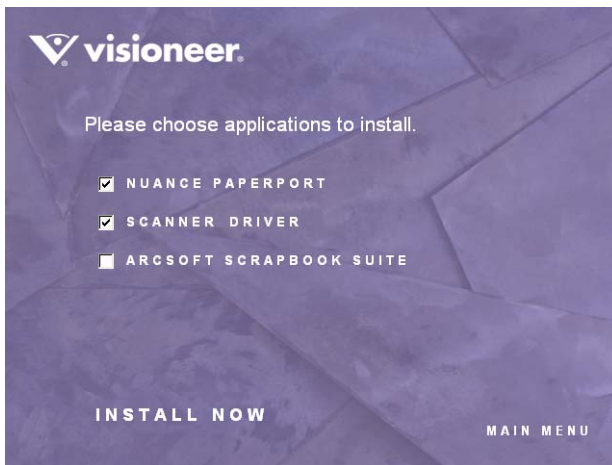 visioneer®
Please choose applications to install.
NUANCE PAPERPORT
SCANNER DRIVER
ARCSOFT SCRAPBOOK SUITE
INSTALL NOW
MAIN MENU